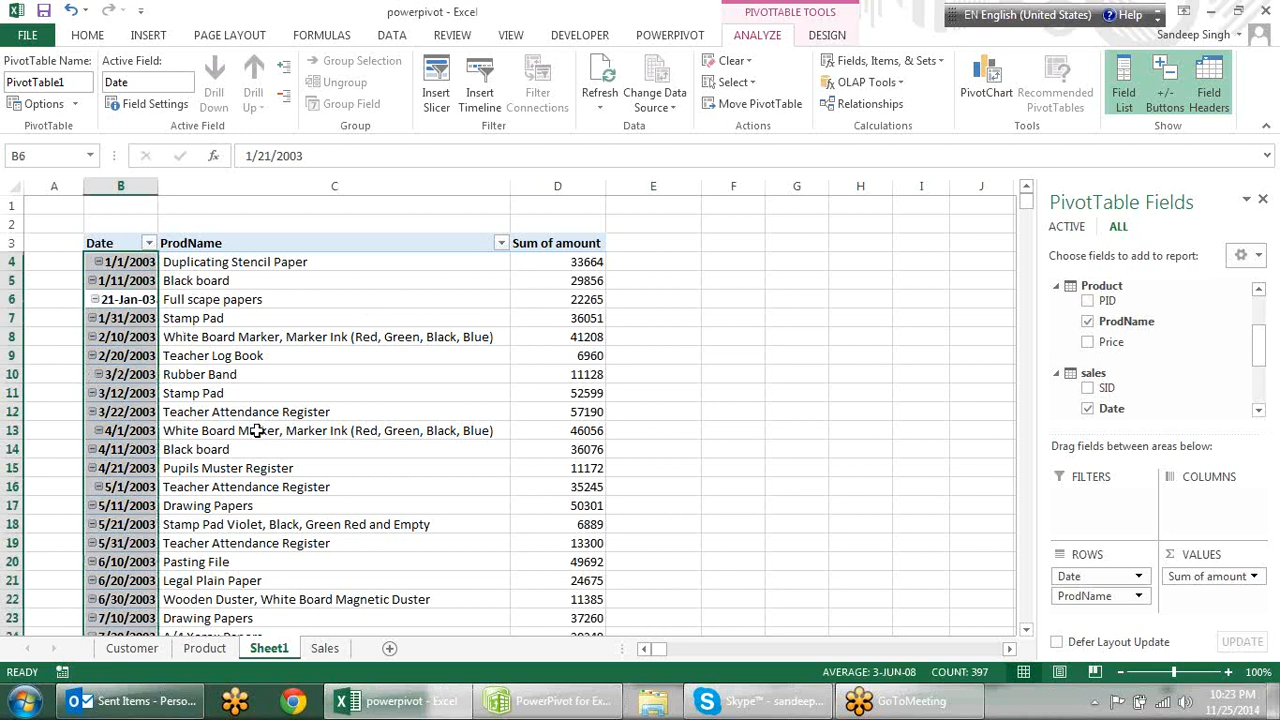 powerpivot - Excel
PIVOTTABLE TOOLS
EN English (United States)
? Help
FILE
HOME
INSERT
PAGE LAYOUT
FORMULAS
DATA
REVIEW
VIEW
DEVELOPER
POWERPIVOT
ANALYZE
DESIGN
Sandeep Singh
PivotTable Name:
PivotTable1
Options
PivotTable
Active Field:
Date
Field Settings
Drill Down
Drill Up
Active Field
Group Selection
Ungroup
Group Field
Group
Insert Slicer
Insert Timeline
Filter Connections
Filter
Refresh
Change Data Source
Data
Clear
Select
Move PivotTable
Actions
Fields, Items, & Sets
OLAP Tools
Relationships
Calculations
PivotChart
Recommended PivotTables
Tools
Field List
+/- Buttons
Field Headers
Show
B6
fx
1/21/2003
A B C D E F G H I J
1
2
3 Date ProdName Sum of amount
4 1/1/2003 Duplicating Stencil Paper 33664
5 1/11/2003 Black board 29856
6 21-Jan-03 Full scape papers 22265
7 1/31/2003 Stamp Pad 36051
8 2/10/2003 White Board Marker, Marker Ink (Red, Green, Black, Blue) 41208
9 2/20/2003 Teacher Log Book 6960
10 3/2/2003 Rubber Band 11128
11 3/12/2003 Stamp Pad 52599
12 3/22/2003 Teacher Attendance Register 57190
13 4/1/2003 White Board Marker, Marker Ink (Red, Green, Black, Blue) 46056
14 4/11/2003 Black board 36076
15 4/21/2003 Pupils Muster Register 11172
16 5/1/2003 Teacher Attendance Register 35245
17 5/11/2003 Drawing Papers 50301
18 5/21/2003 Stamp Pad Violet, Black, Green Red and Empty 6889
19 5/31/2003 Teacher Attendance Register 13300
20 6/10/2003 Pasting File 49692
21 6/20/2003 Legal Plain Paper 24675
22 6/30/2003 Wooden Duster, White Board Magnetic Duster 11385
23 7/10/2003 Drawing Papers 37260
PivotTable Fields
ACTIVE
ALL
Choose fields to add to report:
Product
PID
ProdName
Price
sales
SID
Date
Drag fields between areas below:
FILTERS
COLUMNS
ROWS
Date
ProdName
VALUES
Sum of amount
Defer Layout Update
UPDATE
Customer
Product
Sheet1
Sales
READY
AVERAGE: 3-JUN-08
COUNT: 397
100%
Sent Items - Perso...
powerpivot - Excel
PowerPivot for Ex...
Skype™ - sandeep...
GoToMeeting
10:23 PM
11/25/2014